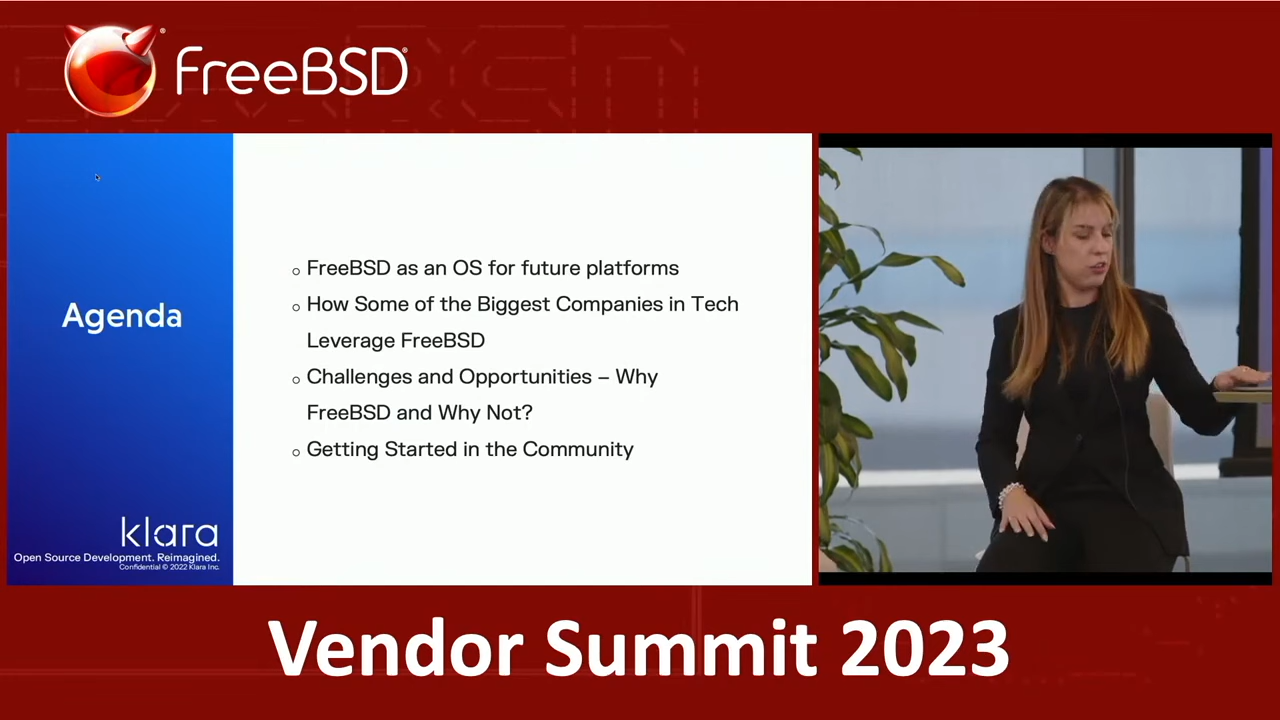 FreeBSD®
Agenda
klara
Open Source Development. Reimagined.
Confidential © 2022 Klara Inc.
○ FreeBSD as an OS for future platforms
○ How Some of the Biggest Companies in Tech
Leverage FreeBSD
○ Challenges and Opportunities – Why
FreeBSD and Why Not?
○ Getting Started in the Community
Vendor Summit 2023